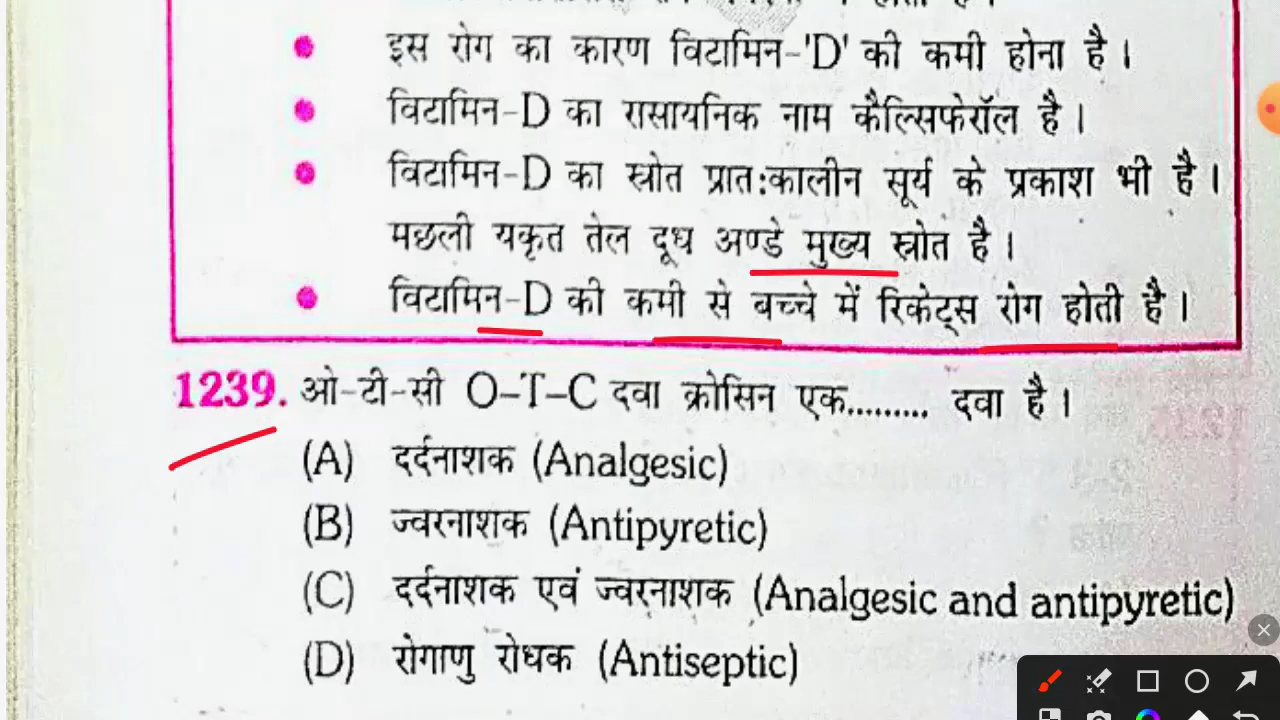 इस रोग का कारण विटामिन-'D' की कमी होना है।
विटामिन-D का रासायनिक नाम कैल्सिफेरॉल है।
विटामिन-D का स्रोत प्रात:कालीन सूर्य के प्रकाश भी है।
मछली यकृत तेल दूध अण्डे मुख्य स्रोत है।
विटामिन-D की कमी से बच्चे में रिकेट्स रोग होती है।
1239. ओ-टी-सी O-T-C दवा क्रोसिन एक......... दवा है।
(A) दर्दनाशक (Analgesic)
(B) ज्वरनाशक (Antipyretic)
(C) दर्दनाशक एवं ज्वरनाशक (Analgesic and antipyretic)
(D) रोगाणु रोधक (Antiseptic)